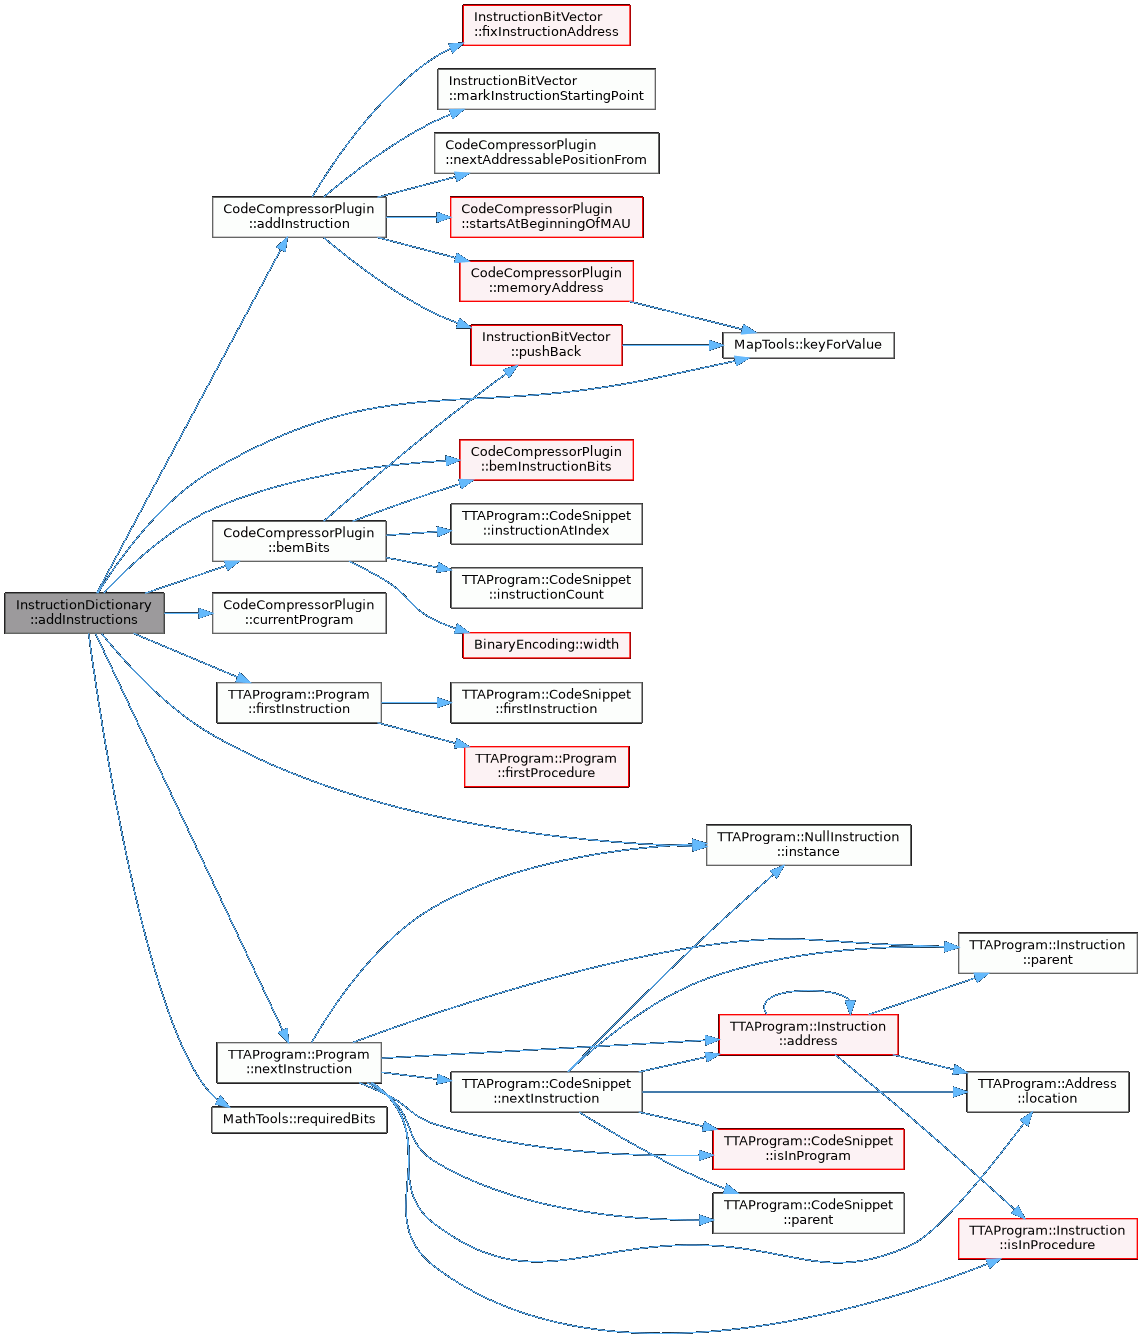 InstructionBitVector
::fixInstructionAddress
InstructionBitVector
::markInstructionStartingPoint
CodeCompressorPlugin
::nextAddressablePositionFrom
CodeCompressorPlugin
::addInstruction
CodeCompressorPlugin
::startsAtBeginningOfMAU
CodeCompressorPlugin
::memoryAddress
InstructionBitVector
::pushBack
MapTools::keyForValue
CodeCompressorPlugin
::bemInstructionBits
TTAProgram::CodeSnippet
::instructionAtIndex
CodeCompressorPlugin
::bemBits
TTAProgram::CodeSnippet
::instructionCount
InstructionDictionary
::addInstructions
CodeCompressorPlugin
::currentProgram
BinaryEncoding::width
TTAProgram::Program
::firstInstruction
TTAProgram::CodeSnippet
::firstInstruction
TTAProgram::Program
::firstProcedure
TTAProgram::NullInstruction
::instance
TTAProgram::Instruction
::parent
TTAProgram::Instruction
::address
TTAProgram::Program
::nextInstruction
TTAProgram::CodeSnippet
::nextInstruction
TTAProgram::Address
::location
MathTools::requiredBits
TTAProgram::CodeSnippet
::isInProgram
TTAProgram::CodeSnippet
::parent
TTAProgram::Instruction
::isInProcedure